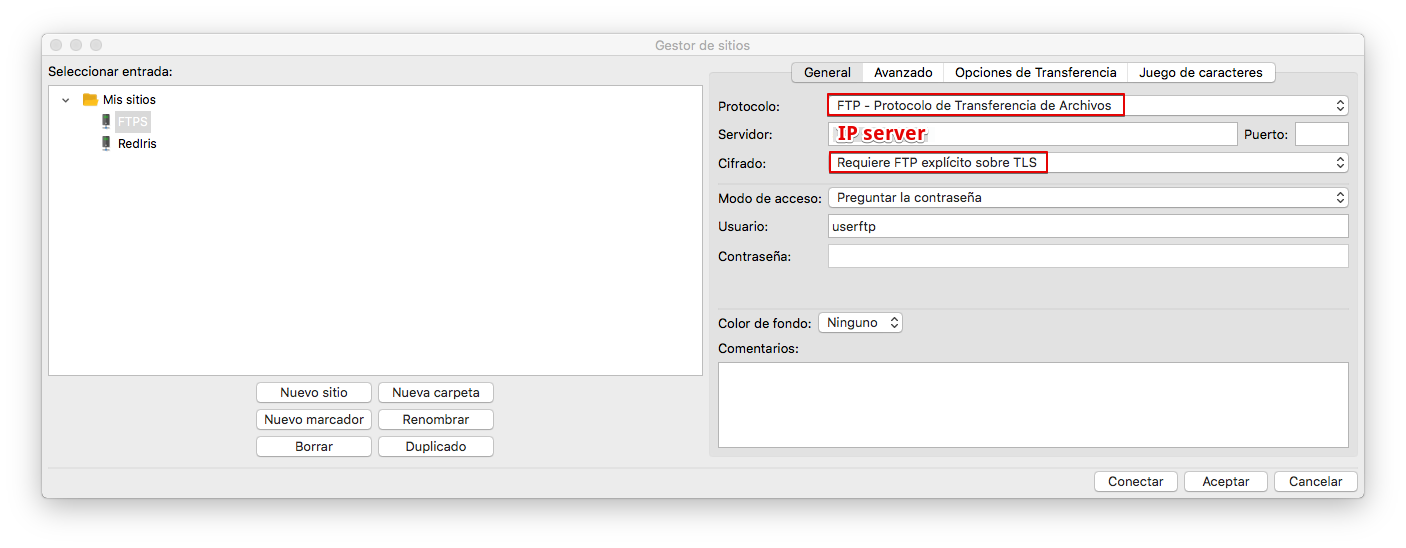 Gestor de sitios
Seleccionar entrada:
Mis sitios
FTPS
RedIris
Nuevo sitio
Nueva carpeta
Nuevo marcador
Renombrar
Borrar
Duplicado
General
Avanzado
Opciones de Transferencia
Juego de caracteres
Protocolo:
FTP - Protocolo de Transferencia de Archivos
Servidor:
IP server
Puerto:
Cifrado:
Requiere FTP explícito sobre TLS
Modo de acceso:
Preguntar la contraseña
Usuario:
userftp
Contraseña:
Color de fondo:
Ninguno
Comentarios:
Conectar
Aceptar
Cancelar